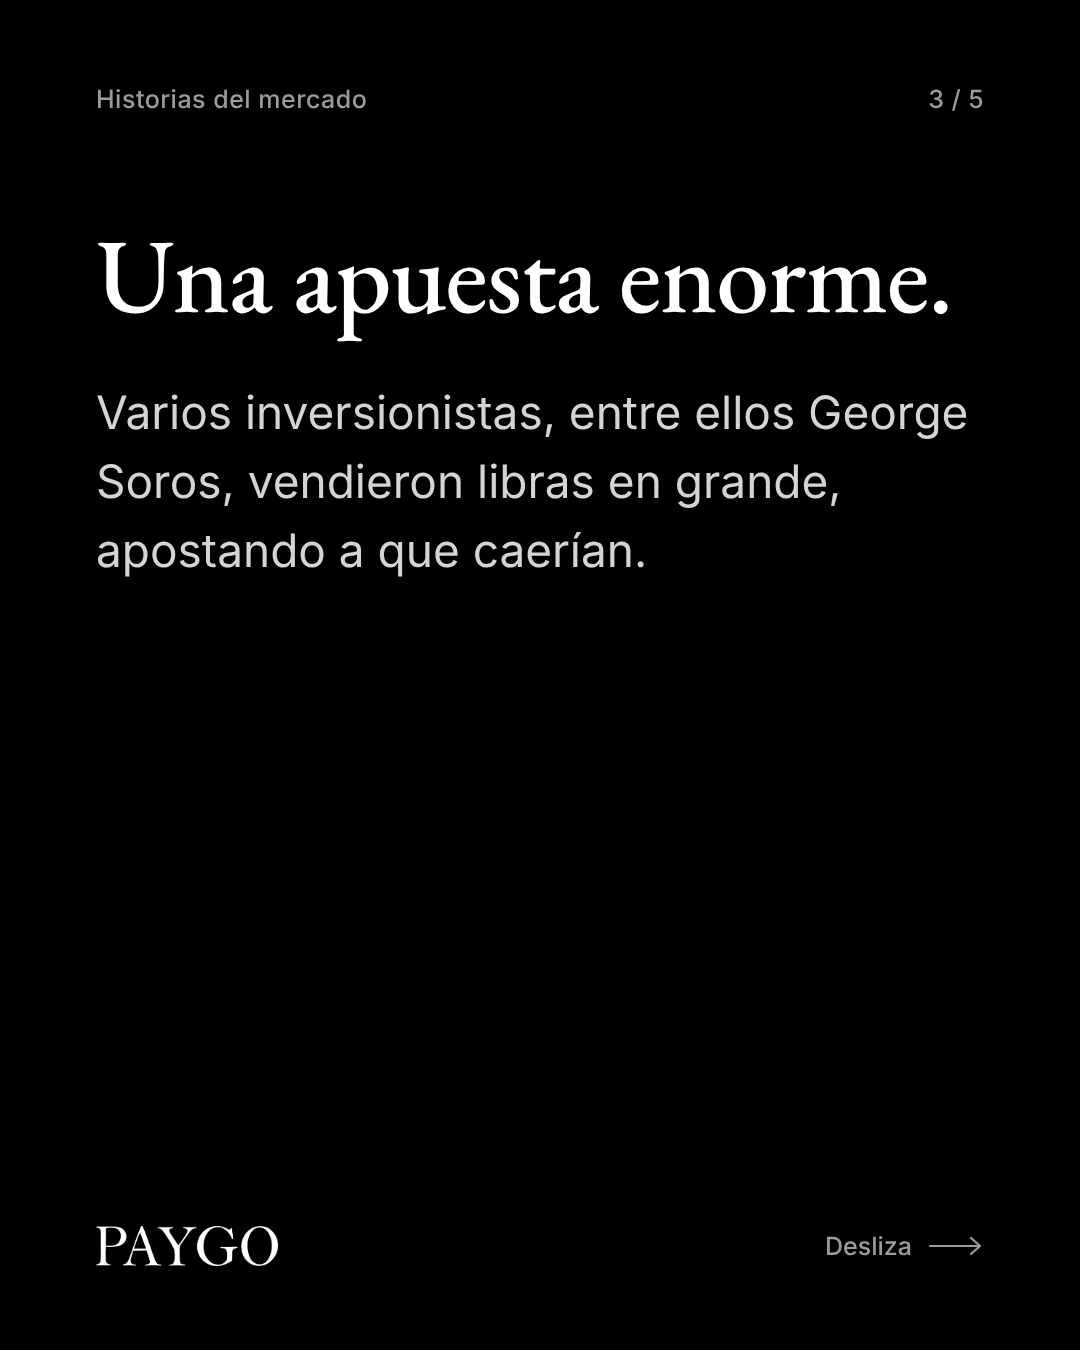 Historias del mercado
3 / 5
Una apuesta enorme.
Varios inversionistas, entre ellos George
Soros, vendieron libras en grande,
apostando a que caerían.
PAYGO
Desliza